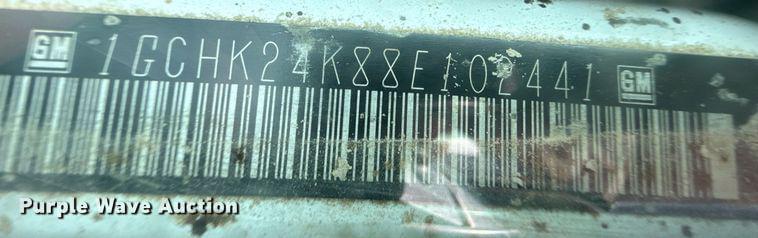 GM 1GCHK24K88E102441 GM
Purple Wave Auction